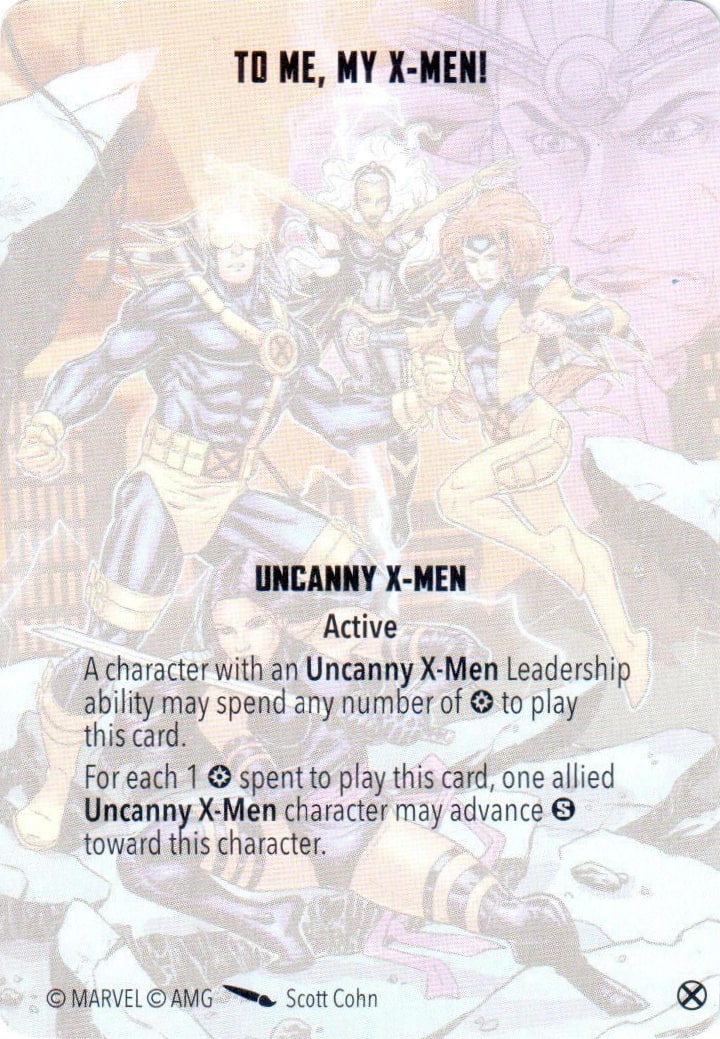 TO ME, MY X-MEN!
UNCANNY X-MEN
Active
A character with an Uncanny X-Men Leadership
ability may spend any number of to play
this card.
For each 1 spent to play this card, one allied
Uncanny X-Men character may advance S
toward this character.
© MARVEL © AMG Scott Cohn